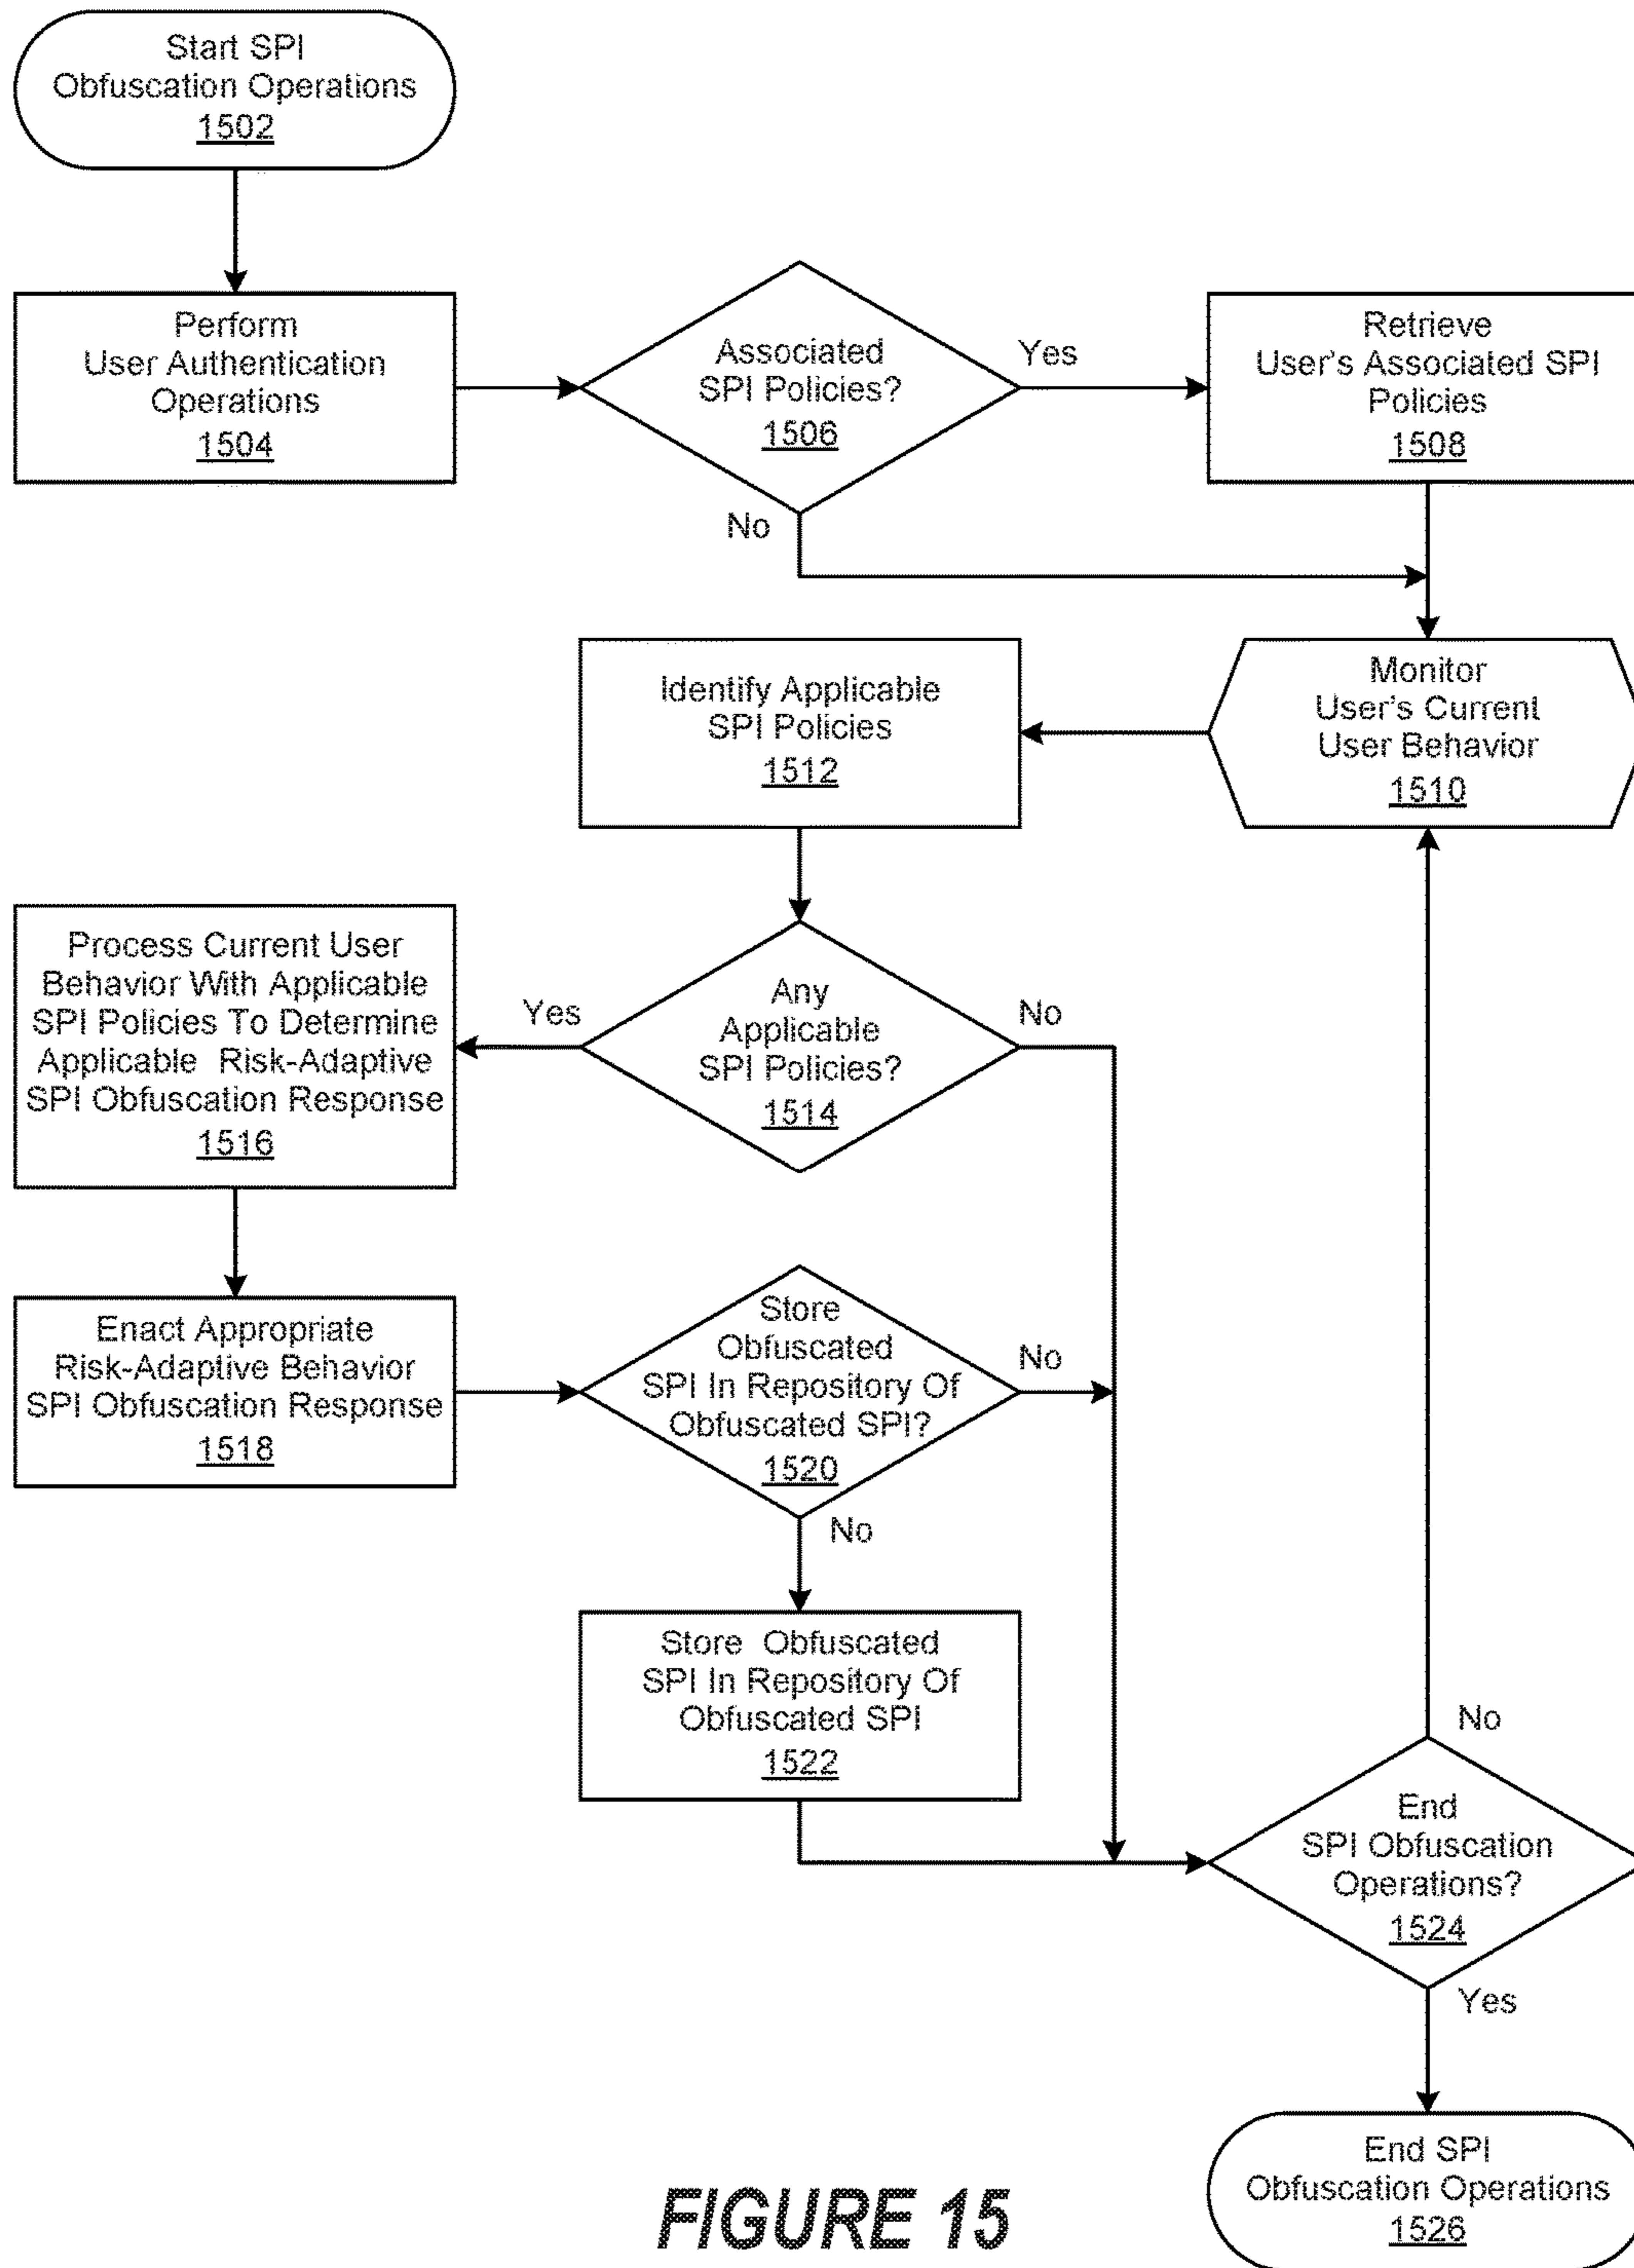 Start SPI
Obfuscation Operations
1502
Perform
User Authentication
Operations
1504
Associated
SPI Policies?
1506
Yes
No
Retrieve
User's Associated SPI
Policies
1508
Monitor
User's Current
User Behavior
1510
Identify Applicable
SPI Policies
1512
Any
Applicable
SPI Policies?
1514
Yes
No
Process Current User
Behavior With Applicable
SPI Policies To Determine
Applicable Risk-Adaptive
SPI Obfuscation Response
1516
Enact Appropriate
Risk-Adaptive Behavior
SPI Obfuscation Response
1518
Store
Obfuscated
SPI In Repository Of
Obfuscated SPI?
1520
No
No
Store Obfuscated
SPI In Repository Of
Obfuscated SPI
1522
No
End
SPI Obfuscation
Operations?
1524
Yes
End SPI
Obfuscation Operations
1526
FIGURE 15